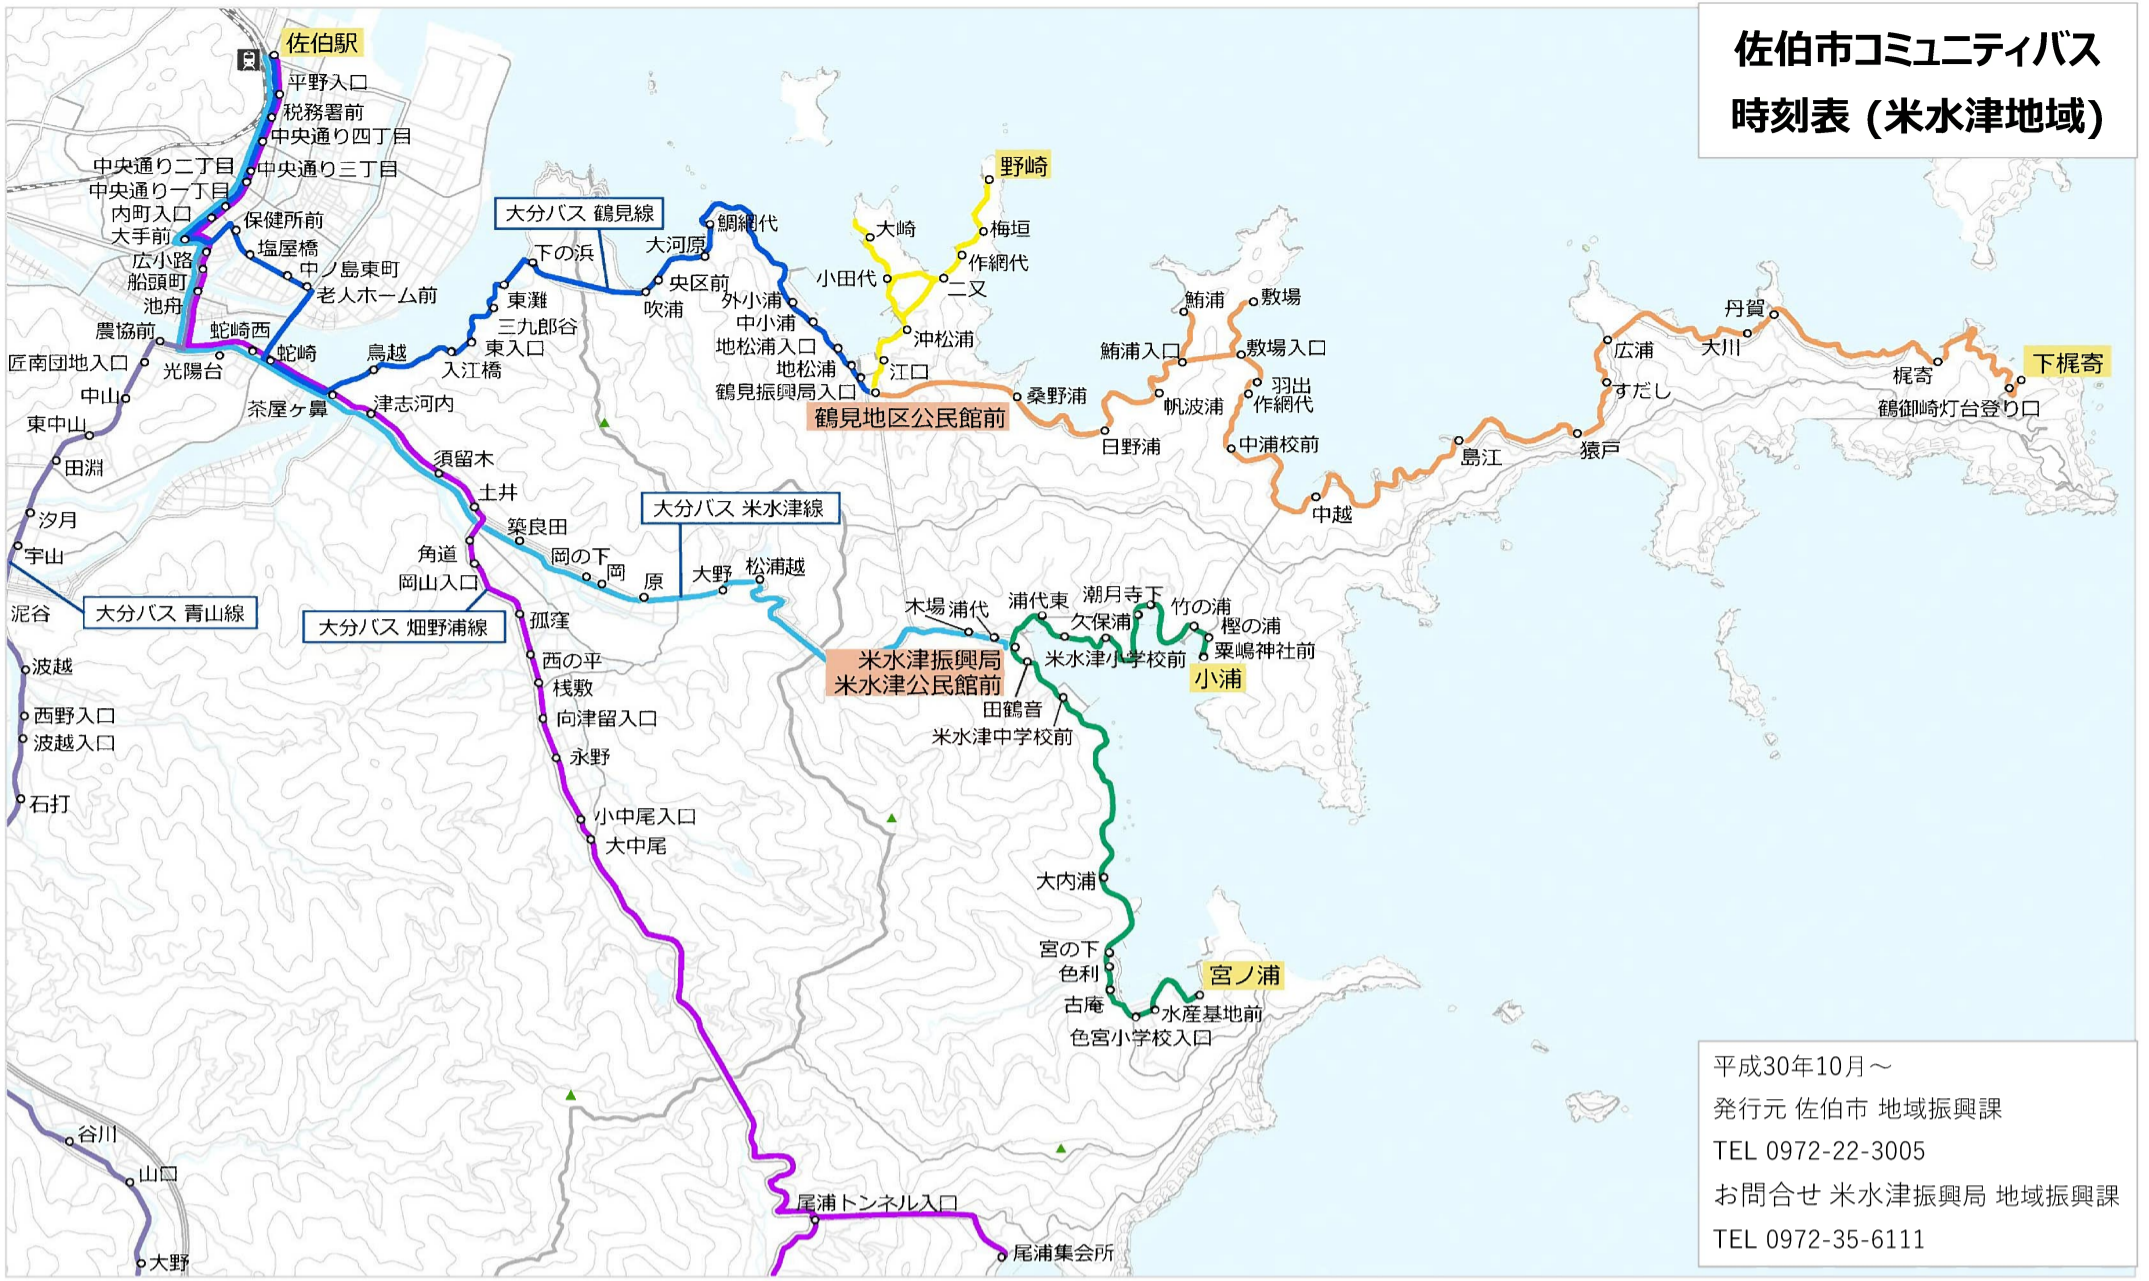 佐伯市コミュニティバス
時刻表 (米水津地域)
佐伯駅
平野入口
税務署前
中央通り四丁目
中央通り二丁目
中央通り三丁目
中央通り一丁目
内町入口
保健所前
大手前
塩屋橋
広小路
中ノ島東町
船頭町
老人ホーム前
池舟
農協前
蛇崎西
匠南団地入口
光陽台
蛇崎
中山
茶屋ヶ鼻
津志河内
東中山
田淵
汐月
宇山
泥谷
大分バス 青山線
波越
西野入口
波越入口
石打
谷川
山口
大野
大分バス 鶴見線
下の浜
東灘
三九郎谷
東入口
鳥越
入江橋
吹浦
央区前
大河原
鯛網代
外小浦
中小浦
地松浦入口
地松浦
鶴見振興局入口
鶴見地区公民館前
大崎
野崎
梅垣
作網代
小田代
二又
沖松浦
江口
桑野浦
日野浦
帆波浦
鮪浦
鮪浦入口
敷場
敷場入口
羽出
作網代
中浦校前
中越
島江
猿戸
すだし
広浦
大川
丹賀
梶寄
下梶寄
鶴御崎灯台登り口
須留木
土井
築良田
角道
岡山入口
岡の下
岡
原
大野
松浦越
大分バス 米水津線
大分バス 畑野浦線
孤窪
西の平
桟敷
向津留入口
永野
小中尾入口
大中尾
尾浦トンネル入口
尾浦集会所
木場
浦代
米水津振興局
米水津公民館前
浦代東
久保浦
潮月寺下
竹の浦
樫の浦
粟嶋神社前
小浦
米水津小学校前
田鶴音
米水津中学校前
大内浦
宮の下
色利
古庵
色宮小学校入口
水産基地前
宮ノ浦
平成30年10月～
発行元 佐伯市 地域振興課
TEL 0972-22-3005
お問合せ 米水津振興局 地域振興課
TEL 0972-35-6111